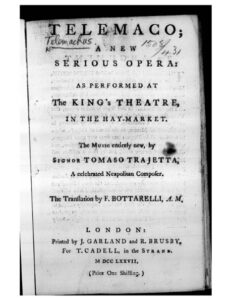 TELEMACO;
Telemachus.
A NEW
SERIOUS OPERA:
AS PERFORMED AT
The KING's THEATRE,
IN THE HAY-MARKET.
The Music entirely new, by
SIGNOR TOMASO TRAJETTA,
A celebrated Neapolitan Composer.
The Translation by F. BOTTARELLI, A. M.
LONDON:
Printed by J. GARLAND and R. BRUSBY,
For T. CADELL, in the STRAND.
M DCC LXXVII,
(Price One Shilling.)